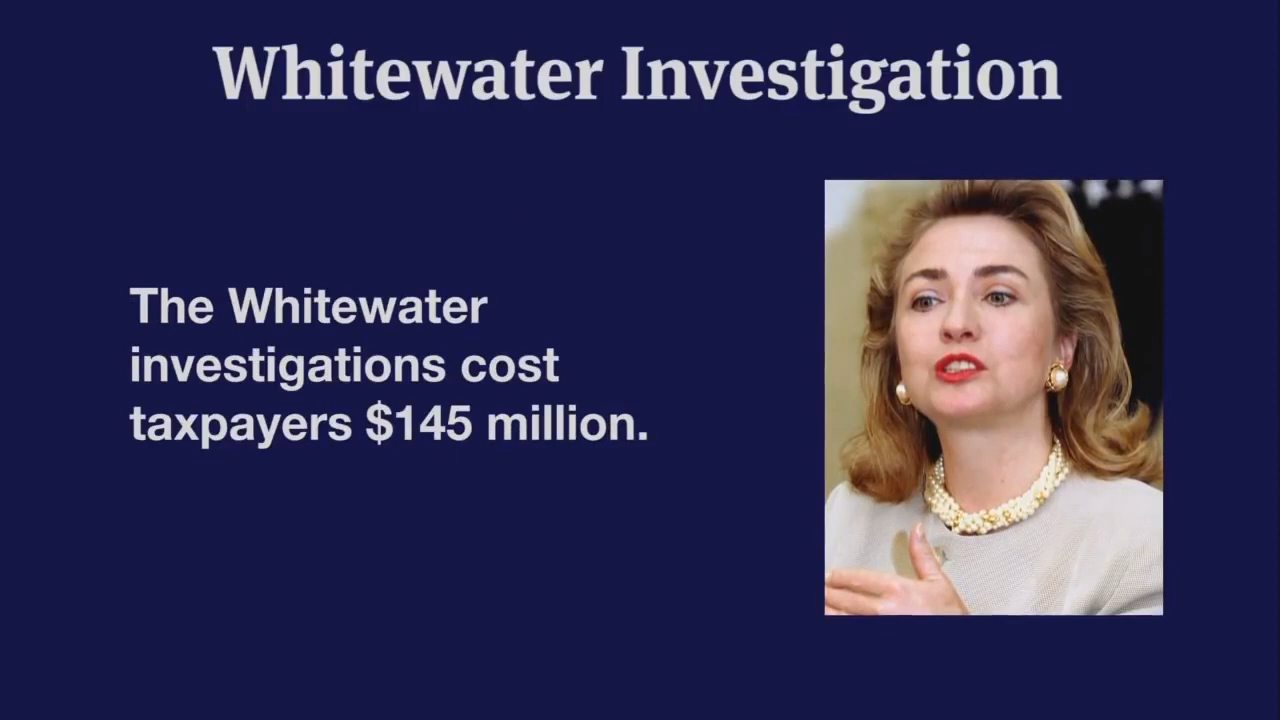 Whitewater Investigation
The Whitewater
investigations cost
taxpayers $145 million.